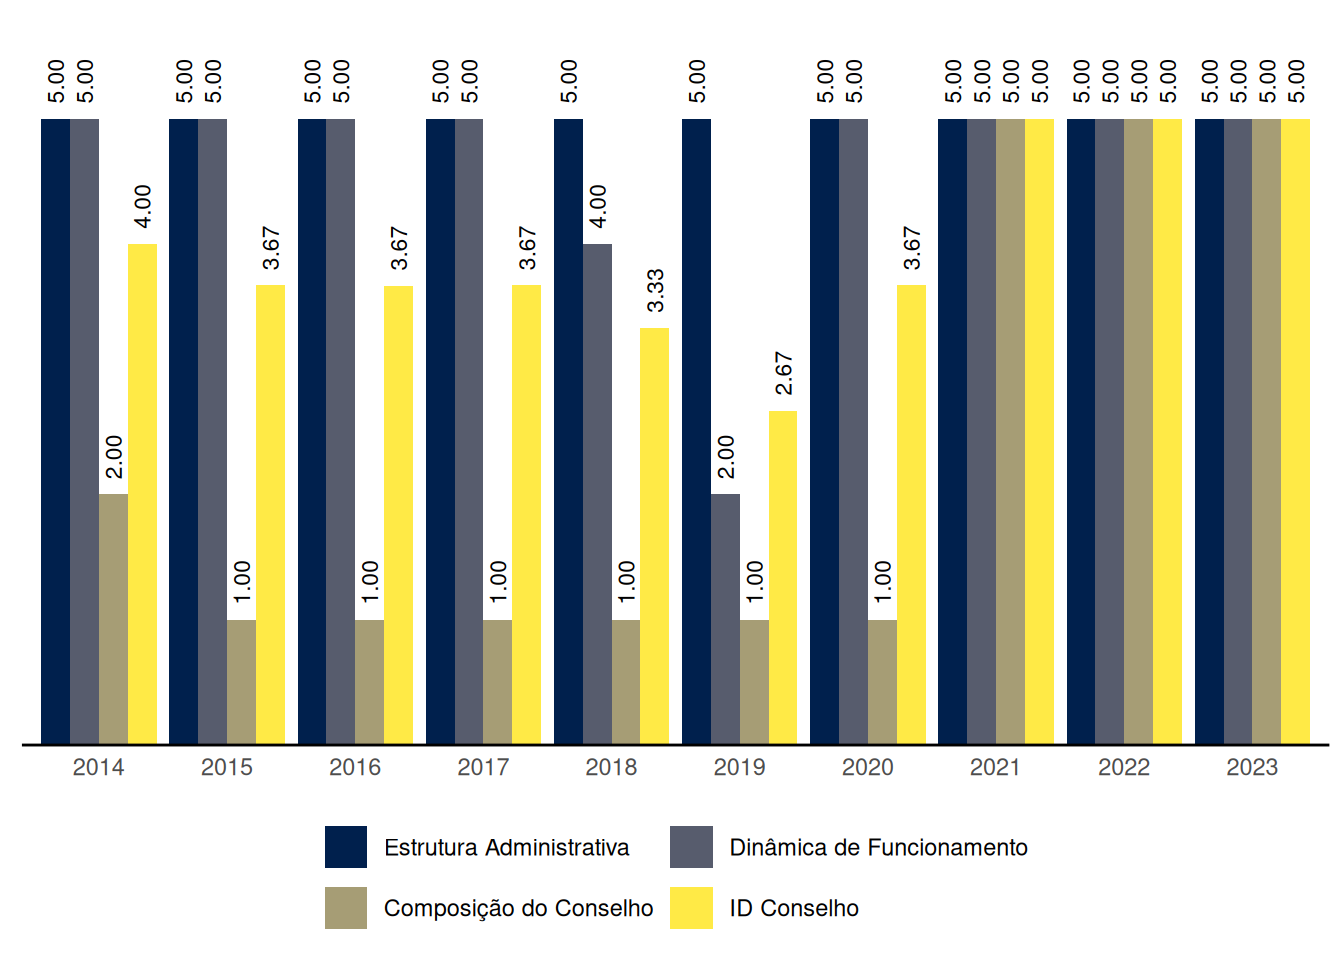 5.00 5.00 2.00 4.00
5.00 5.00 1.00 3.67
5.00 5.00 1.00 3.67
5.00 5.00 1.00 3.67
5.00 4.00 1.00 3.33
5.00 2.00 1.00 2.67
5.00 5.00 1.00 3.67
5.00 5.00 5.00 5.00
5.00 5.00 5.00 5.00
5.00 5.00 5.00 5.00
2014 2015 2016 2017 2018 2019 2020 2021 2022 2023
Estrutura Administrativa Dinâmica de Funcionamento
Composição do Conselho ID Conselho